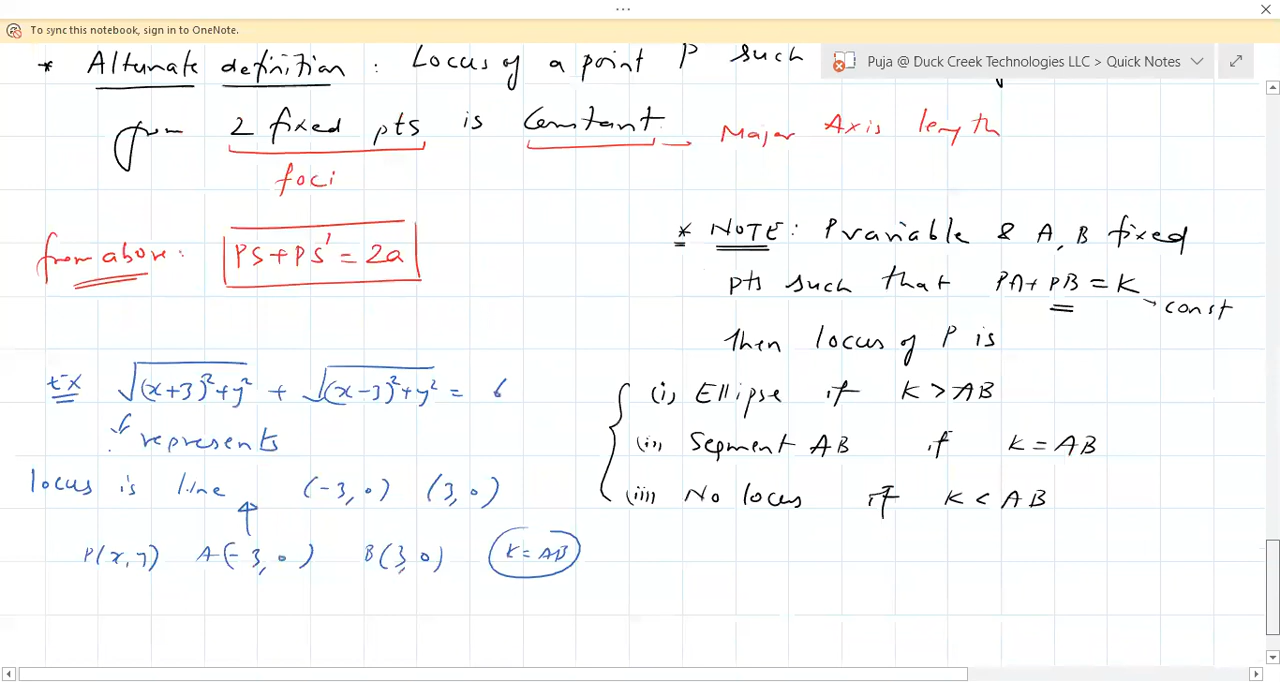 To sync this notebook, sign in to OneNote.
Puja @ Duck Creek Technologies LLC > Quick Notes
* Alternate definition : Locus of a point P such
from 2 fixed pts is constant. → Major Axis length
foci
from above: PS+PS' = 2a
* NOTE: P variable & A, B fixed
pts such that PA+PB = K → const
then locus of P is
(i) Ellipse if K > AB
(ii) Segment AB if K = AB
(iii) No locus if K < AB
Ex √(x+3)²+y² + √(x-3)²+y² = 6
represents
locus is line (-3, 0) (3, 0)
P(x, y) A(-3, 0) B(3, 0) K = AB